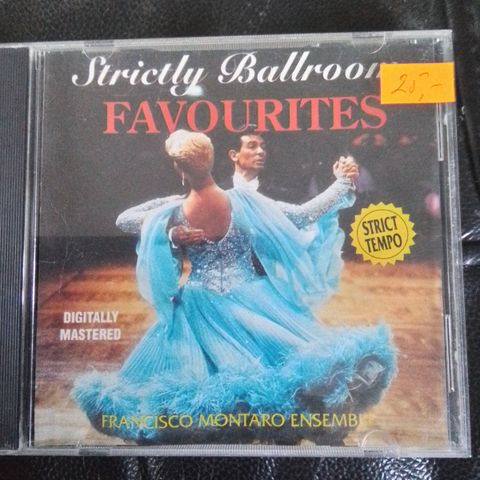 Strictly Ballroom
20,-
FAVOURITES
STRICT
TEMPO
DIGITALLY
MASTERED
FRANCISCO MONTARO ENSEMBLE